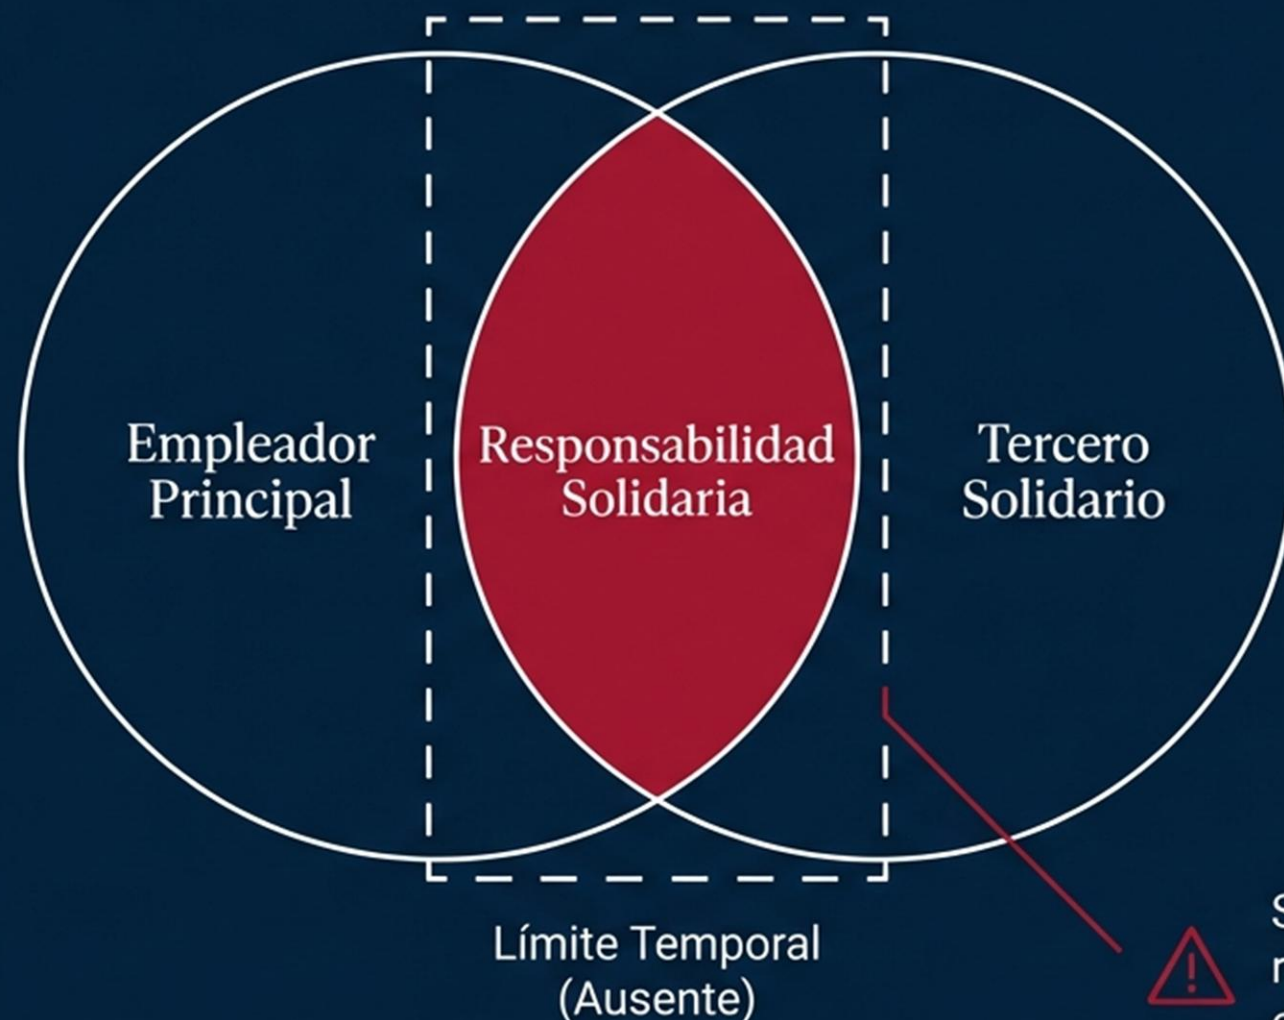 Empleador
Principal
Responsabilidad
Solidaria
Tercero
Solidario
Límite Temporal
(Ausente)